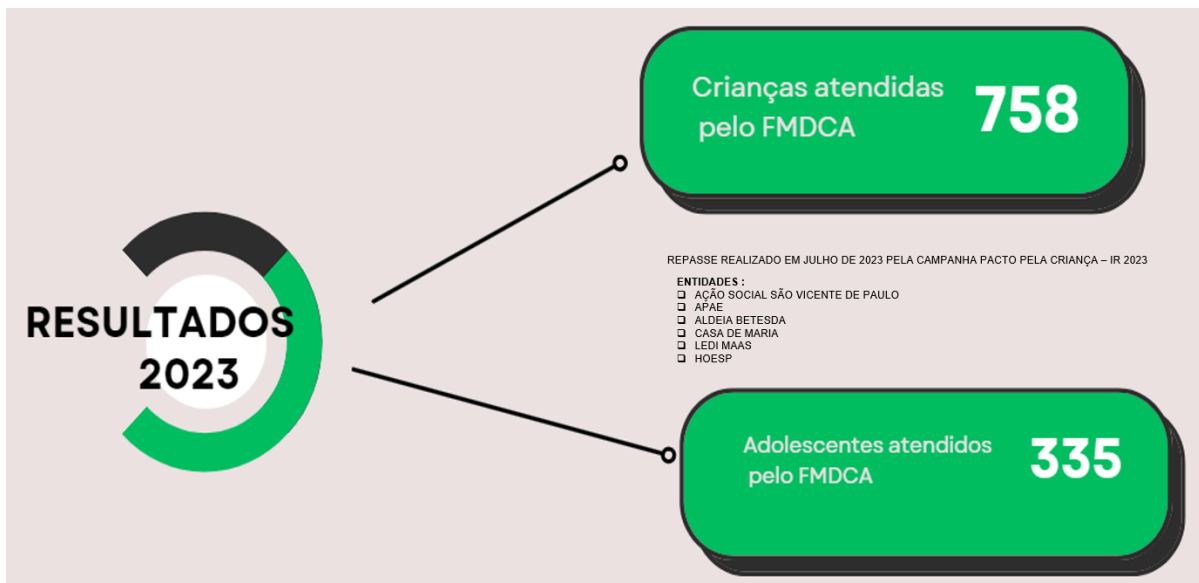 RESULTADOS
2023
Crianças atendidas
pelo FMDCA
758
REPASSE REALIZADO EM JULHO DE 2023 PELA CAMPANHA PACTO PELA CRIANÇA – IR 2023
ENTIDADES :
❑ AÇÃO SOCIAL SÃO VICENTE DE PAULO
❑ APAE
❑ ALDEIA BETESDA
❑ CASA DE MARIA
❑ LEDI MAAS
❑ HOESP
Adolescentes atendidos
pelo FMDCA
335